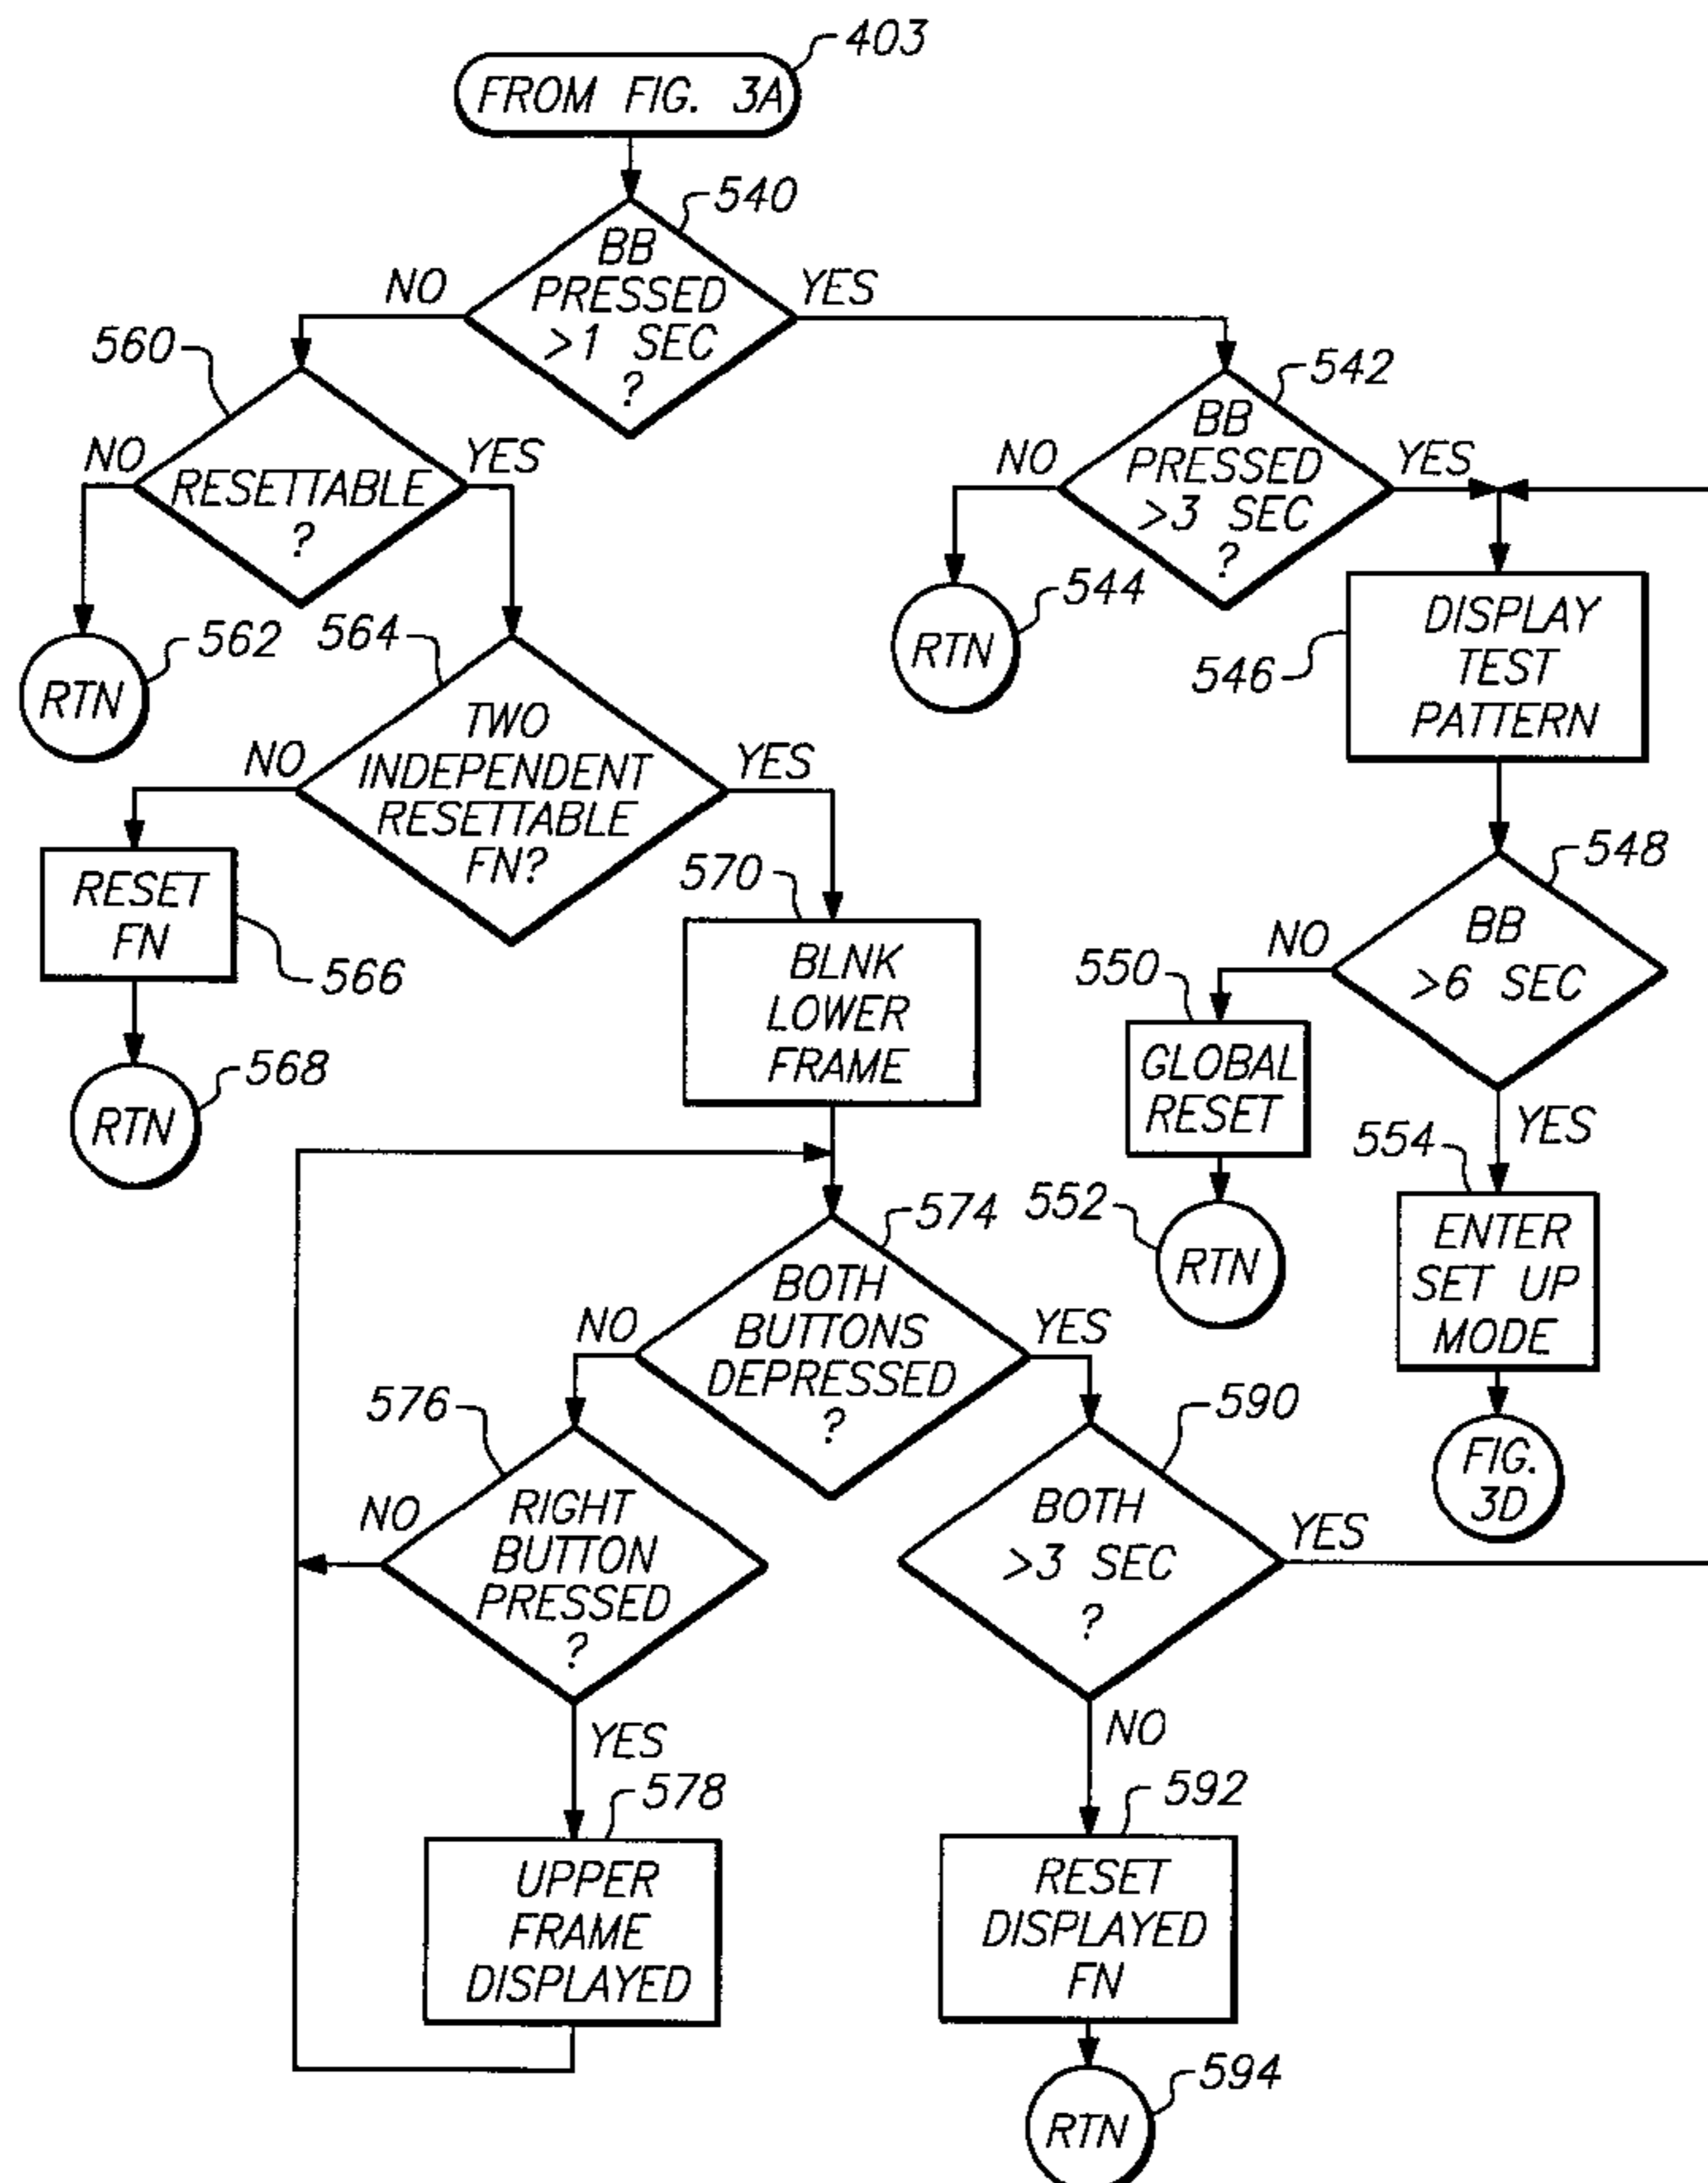 403
FROM FIG. 3A
540
BB
PRESSED
>1 SEC
?
NO
YES
560
RESETTABLE
?
NO
YES
542
BB
PRESSED
>3 SEC
?
NO
YES
562
RTN
544
RTN
546
DISPLAY
TEST
PATTERN
564
TWO
INDEPENDENT
RESETTABLE
FN?
NO
YES
566
RESET
FN
568
RTN
570
BLNK
LOWER
FRAME
548
BB
>6 SEC
NO
YES
550
GLOBAL
RESET
552
RTN
554
ENTER
SET UP
MODE
FIG.
3D
574
BOTH
BUTTONS
DEPRESSED
?
NO
YES
576
RIGHT
BUTTON
PRESSED
?
NO
YES
590
BOTH
>3 SEC
?
YES
NO
578
UPPER
FRAME
DISPLAYED
592
RESET
DISPLAYED
FN
594
RTN